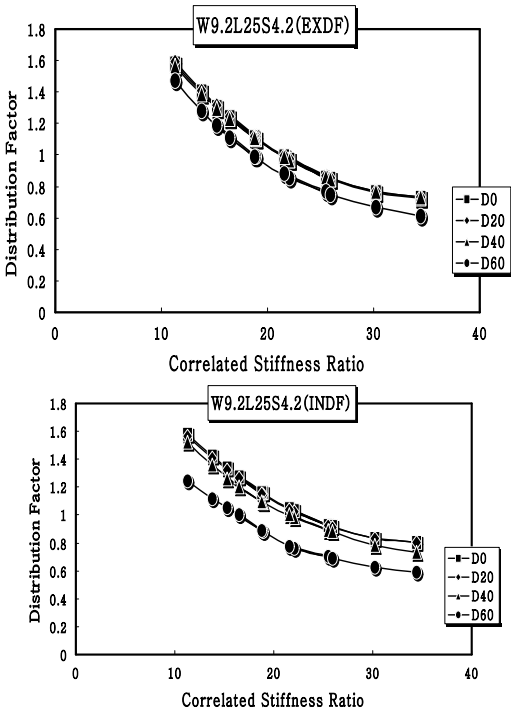 W9.2L25S4.2(EXDF)
1.8
1.6
1.4
1.2
1
0.8
0.6
0.4
0.2
0
Distribution Factor
0 10 20 30 40
Correlated Stiffness Ratio
D0
D20
D40
D60
W9.2L25S4.2(INDF)
1.8
1.6
1.4
1.2
1
0.8
0.6
0.4
0.2
0
Distribution Factor
0 10 20 30 40
Correlated Stiffness Ratio
D0
D20
D40
D60